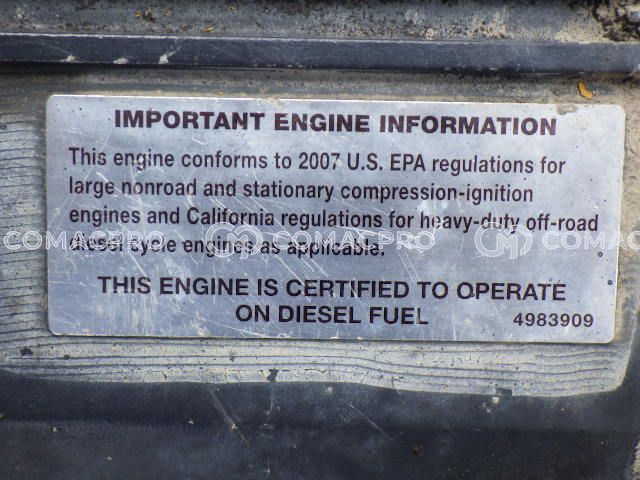 IMPORTANT ENGINE INFORMATION
This engine conforms to 2007 U.S. EPA regulations for
large nonroad and stationary compression-ignition
engines and California regulations for heavy-duty off-road
diesel cycle engines as applicable.
COMACPRO COMACPRO COMACPRO
THIS ENGINE IS CERTIFIED TO OPERATE
ON DIESEL FUEL 4983909